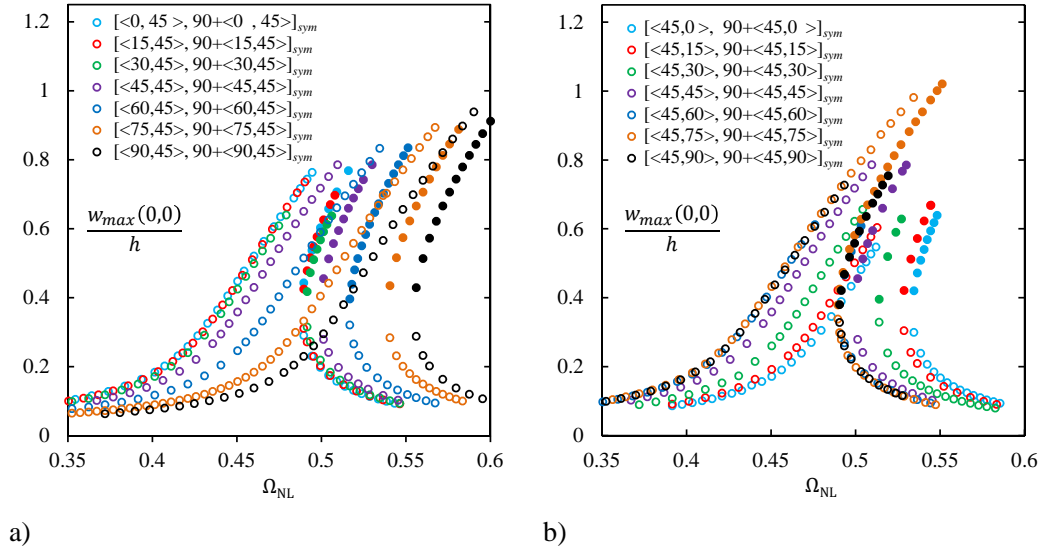 1.2
1
0.8
0.6
0.4
0.2
0
[<0, 45 >, 90+<0 , 45>]sym
[<15,45>, 90+<15,45>]sym
[<30,45>, 90+<30,45>]sym
[<45,45>, 90+<45,45>]sym
[<60,45>, 90+<60,45>]sym
[<75,45>, 90+<75,45>]sym
[<90,45>, 90+<90,45>]sym
wmax(0,0)
h
0.35 0.4 0.45 0.5 0.55 0.6
ΩNL
a)
1.2
1
0.8
0.6
0.4
0.2
0
[<45,0 >, 90+<45,0 >]sym
[<45,15>, 90+<45,15>]sym
[<45,30>, 90+<45,30>]sym
[<45,45>, 90+<45,45>]sym
[<45,60>, 90+<45,60>]sym
[<45,75>, 90+<45,75>]sym
[<45,90>, 90+<45,90>]sym
wmax(0,0)
h
0.35 0.4 0.45 0.5 0.55 0.6
ΩNL
b)